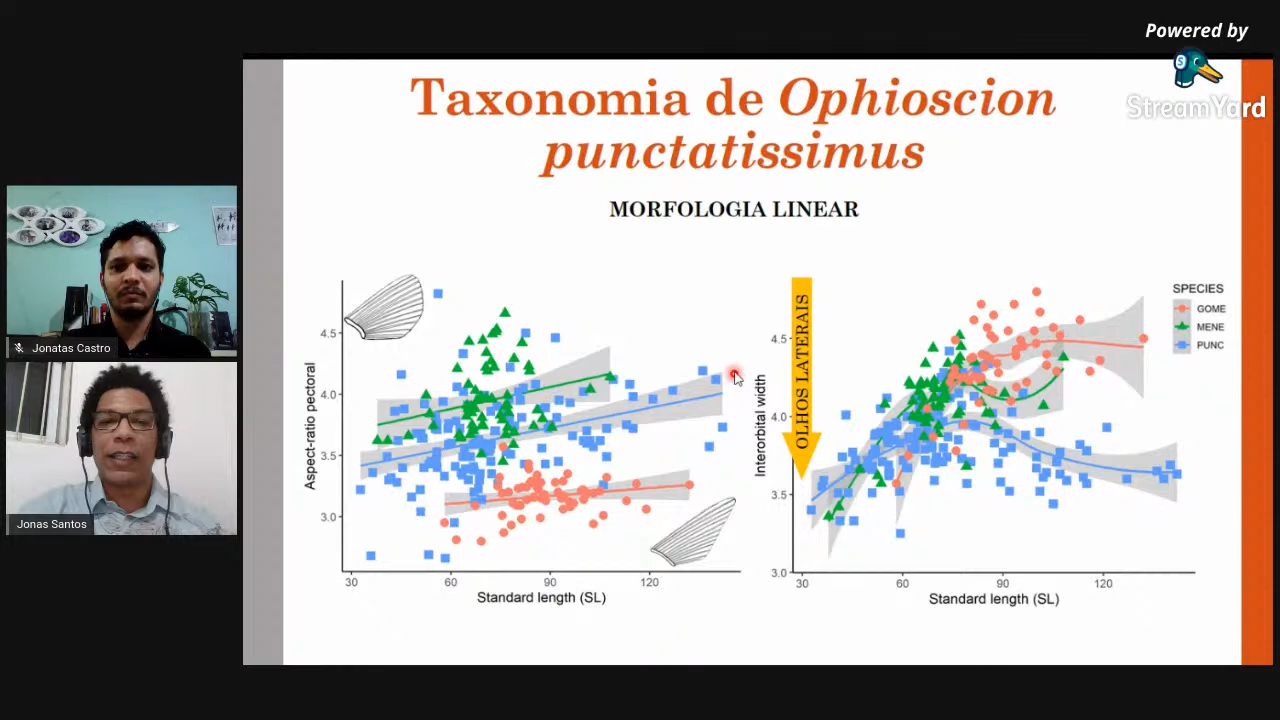 Powered by
StreamYard
Taxonomia de Ophioscion
punctatissimus
MORFOLOGIA LINEAR
Jonatas Castro
Jonas Santos
Aspect-ratio pectoral
4.5
4.0
3.5
3.0
30 60 90 120
Standard length (SL)
OLHOS LATERAIS
Interorbital width
4.5
4.0
3.5
3.0
30 60 90 120
Standard length (SL)
SPECIES
GOME
MENE
PUNC